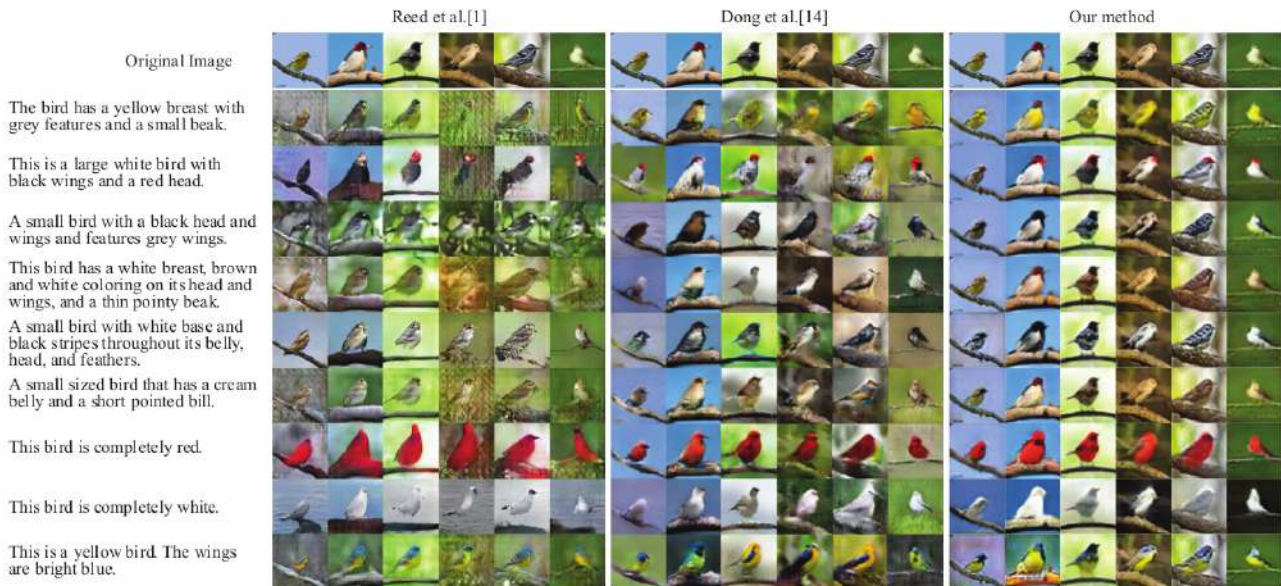 Reed et al.[1]
Dong et al.[14]
Our method
Original Image
The bird has a yellow breast with
grey features and a small beak.
This is a large white bird with
black wings and a red head.
A small bird with a black head and
wings and features grey wings.
This bird has a white breast, brown
and white coloring on its head and
wings, and a thin pointy beak.
A small bird with white base and
black stripes throughout its belly,
head, and feathers.
A small sized bird that has a cream
belly and a short pointed bill.
This bird is completely red.
This bird is completely white.
This is a yellow bird. The wings
are bright blue.